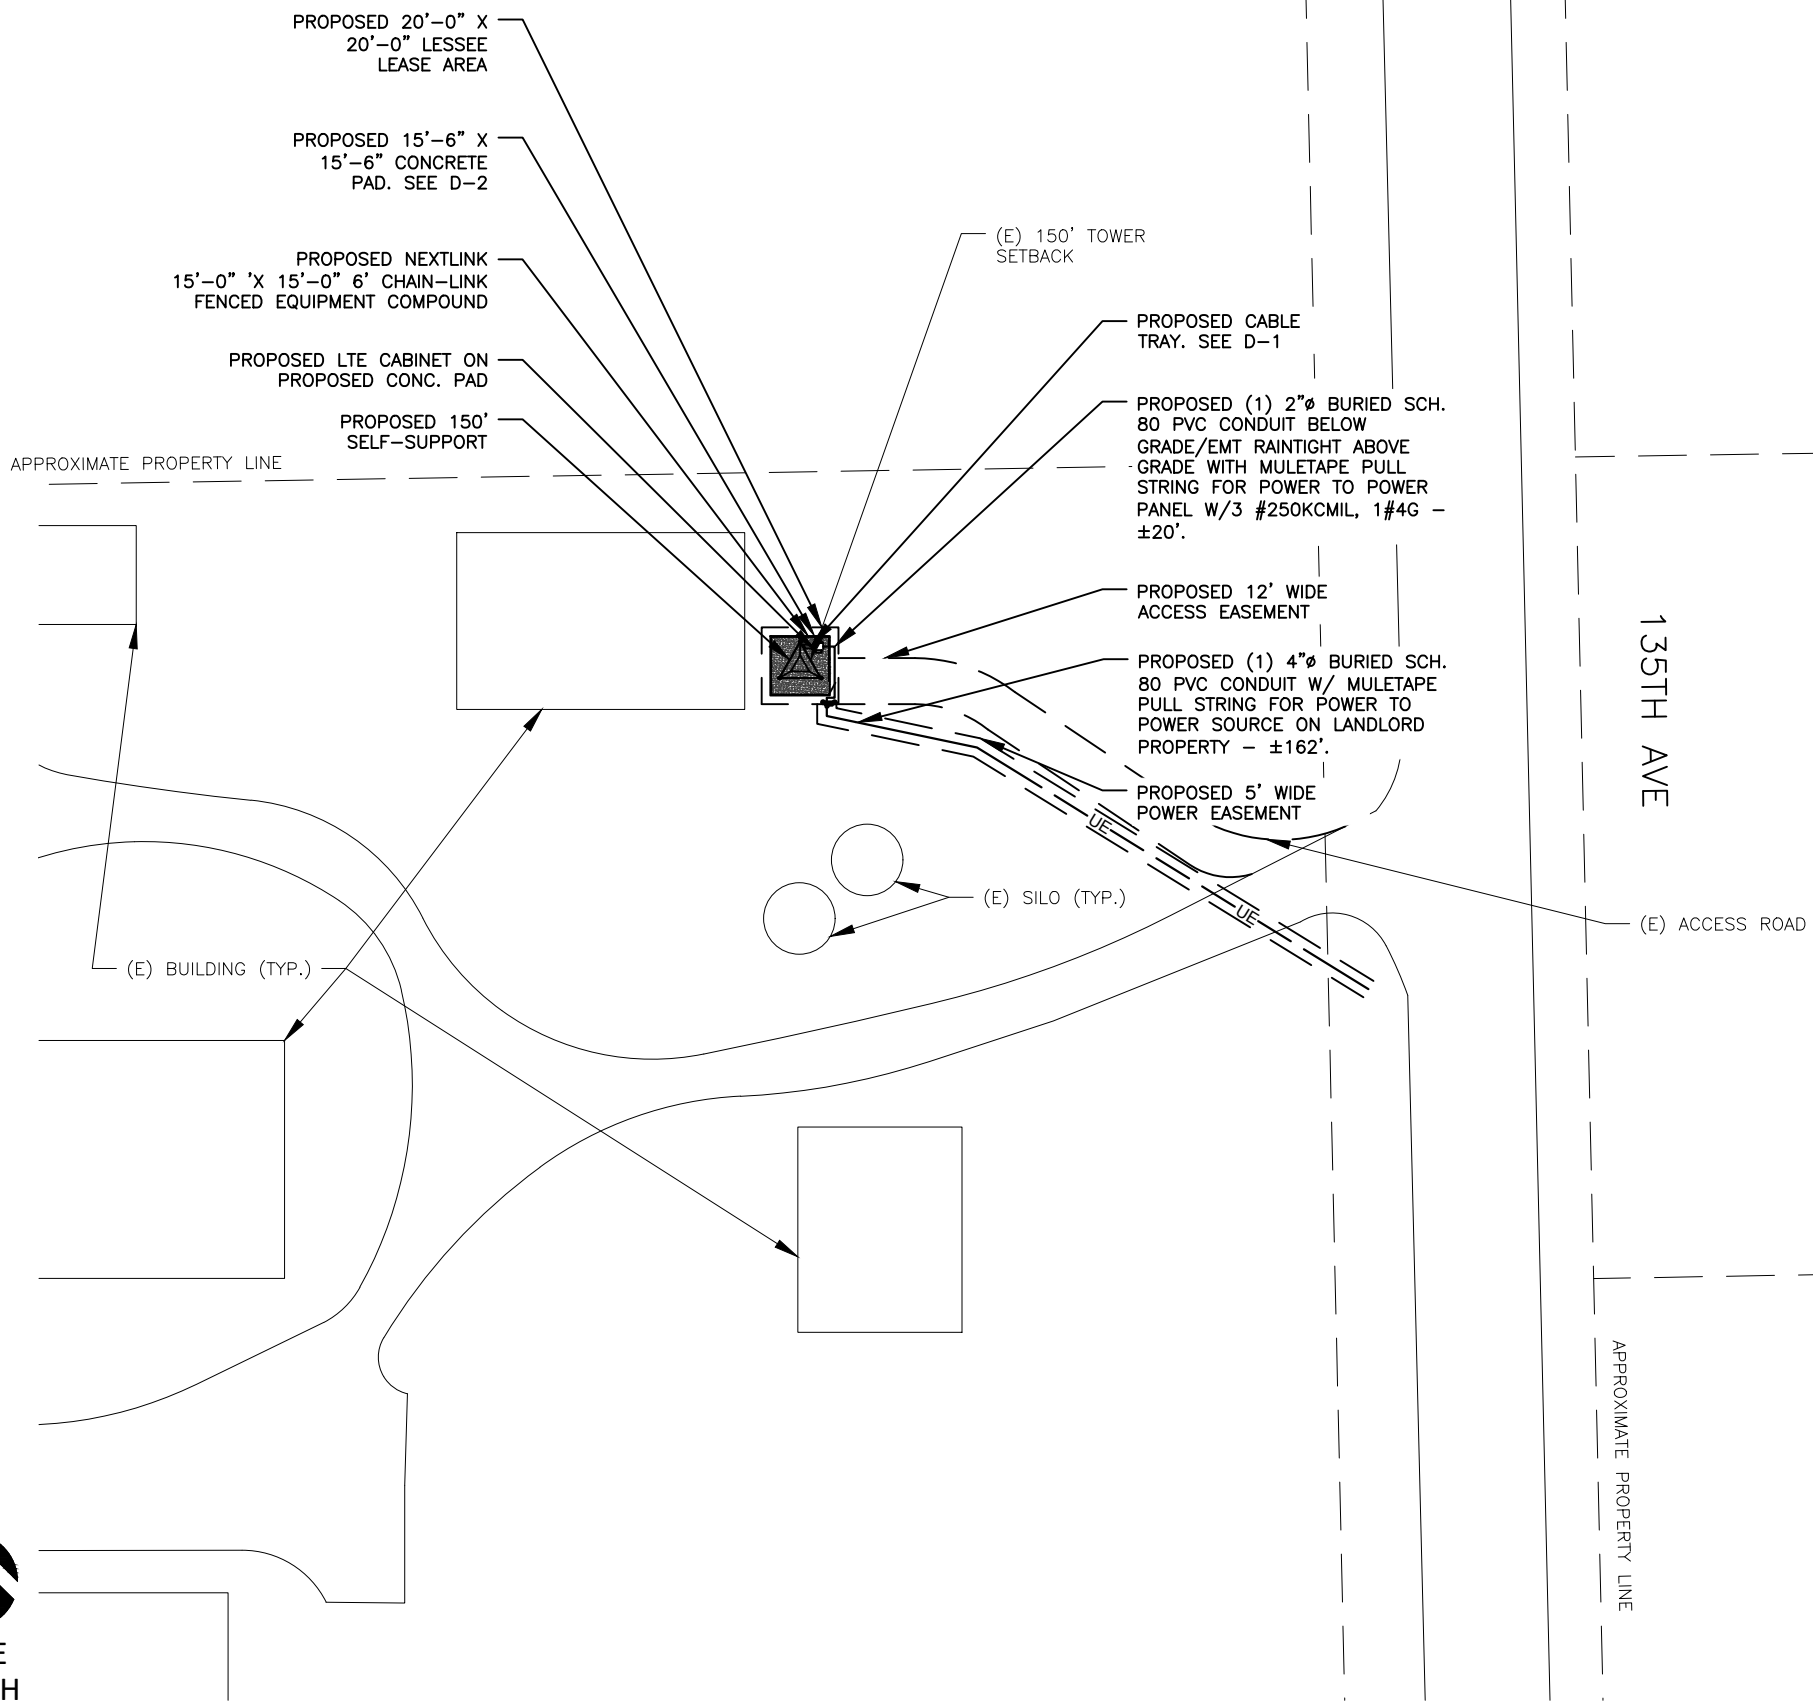 PROPOSED 20'-0" X
20'-0" LESSEE
LEASE AREA
PROPOSED 15'-6" X
15'-6" CONCRETE
PAD. SEE D-2
PROPOSED NEXTLINK
15'-0" 'X 15'-0" 6' CHAIN-LINK
FENCED EQUIPMENT COMPOUND
PROPOSED LTE CABINET ON
PROPOSED CONC. PAD
PROPOSED 150'
SELF-SUPPORT
APPROXIMATE PROPERTY LINE
(E) 150' TOWER
SETBACK
PROPOSED CABLE
TRAY. SEE D-1
PROPOSED (1) 2"ø BURIED SCH.
80 PVC CONDUIT BELOW
GRADE/EMT RAINTIGHT ABOVE
GRADE WITH MULETAPE PULL
STRING FOR POWER TO POWER
PANEL W/3 #250KCMIL, 1#4G -
±20'.
PROPOSED 12' WIDE
ACCESS EASEMENT
PROPOSED (1) 4"ø BURIED SCH.
80 PVC CONDUIT W/ MULETAPE
PULL STRING FOR POWER TO
POWER SOURCE ON LANDLORD
PROPERTY - ±162'.
PROPOSED 5' WIDE
POWER EASEMENT
UE
UE
135TH AVE
(E) SILO (TYP.)
(E) ACCESS ROAD
(E) BUILDING (TYP.)
APPROXIMATE PROPERTY LINE
E
H